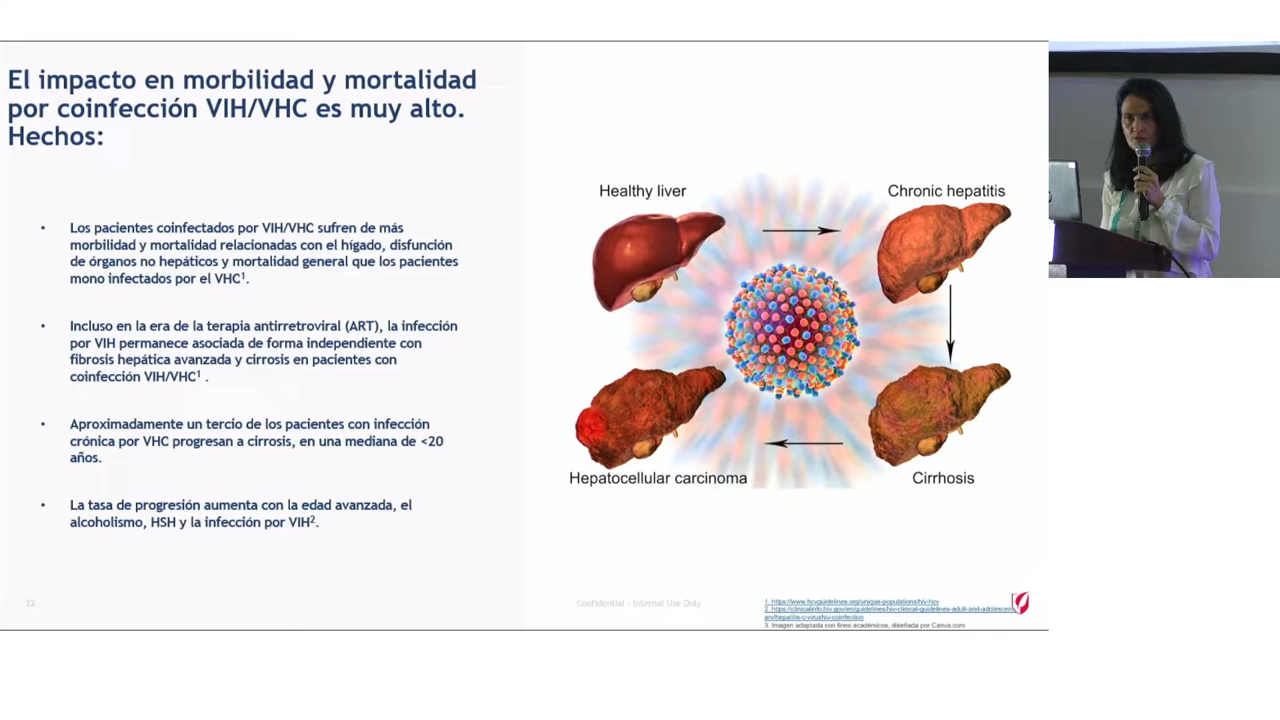 El impacto en morbilidad y mortalidad
por coinfección VIH/VHC es muy alto.
Hechos:
• Los pacientes coinfectados por VIH/VHC sufren de más
morbilidad y mortalidad relacionadas con el hígado, disfunción
de órganos no hepáticos y mortalidad general que los pacientes
mono infectados por el VHC¹.
• Incluso en la era de la terapia antirretroviral (ART), la infección
por VIH permanece asociada de forma independiente con
fibrosis hepática avanzada y cirrosis en pacientes con
coinfección VIH/VHC¹ .
• Aproximadamente un tercio de los pacientes con infección
crónica por VHC progresan a cirrosis, en una mediana de <20
años.
• La tasa de progresión aumenta con la edad avanzada, el
alcoholismo, HSH y la infección por VIH².
Healthy liver
Chronic hepatitis
Hepatocellular carcinoma
Cirrhosis
22
Confidential - Internal Use Only
1. https://www.hcvguidelines.org/unique-populations/hiv-hcv
2. https://clinicalinfo.hiv.gov/en/guidelines/hiv-clinical-guidelines-adult-and-adolescent-
arv/hepatitis-c-virushiv-coinfection
3. Imagen adaptada con fines académicos, diseñada por Canva.com